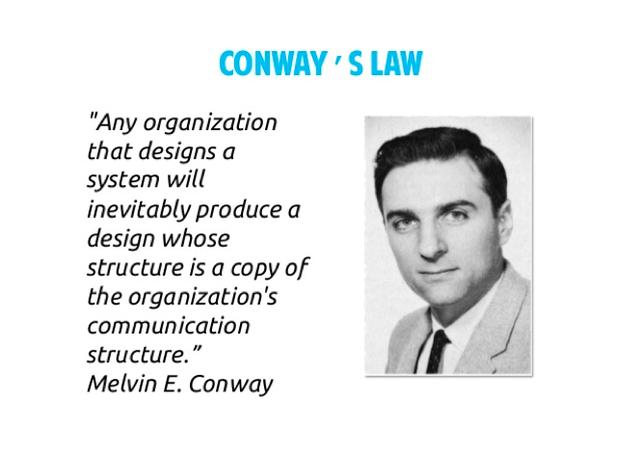 CONWAY ’ S LAW
"Any organization
that designs a
system will
inevitably produce a
design whose
structure is a copy of
the organization's
communication
structure.”
Melvin E. Conway